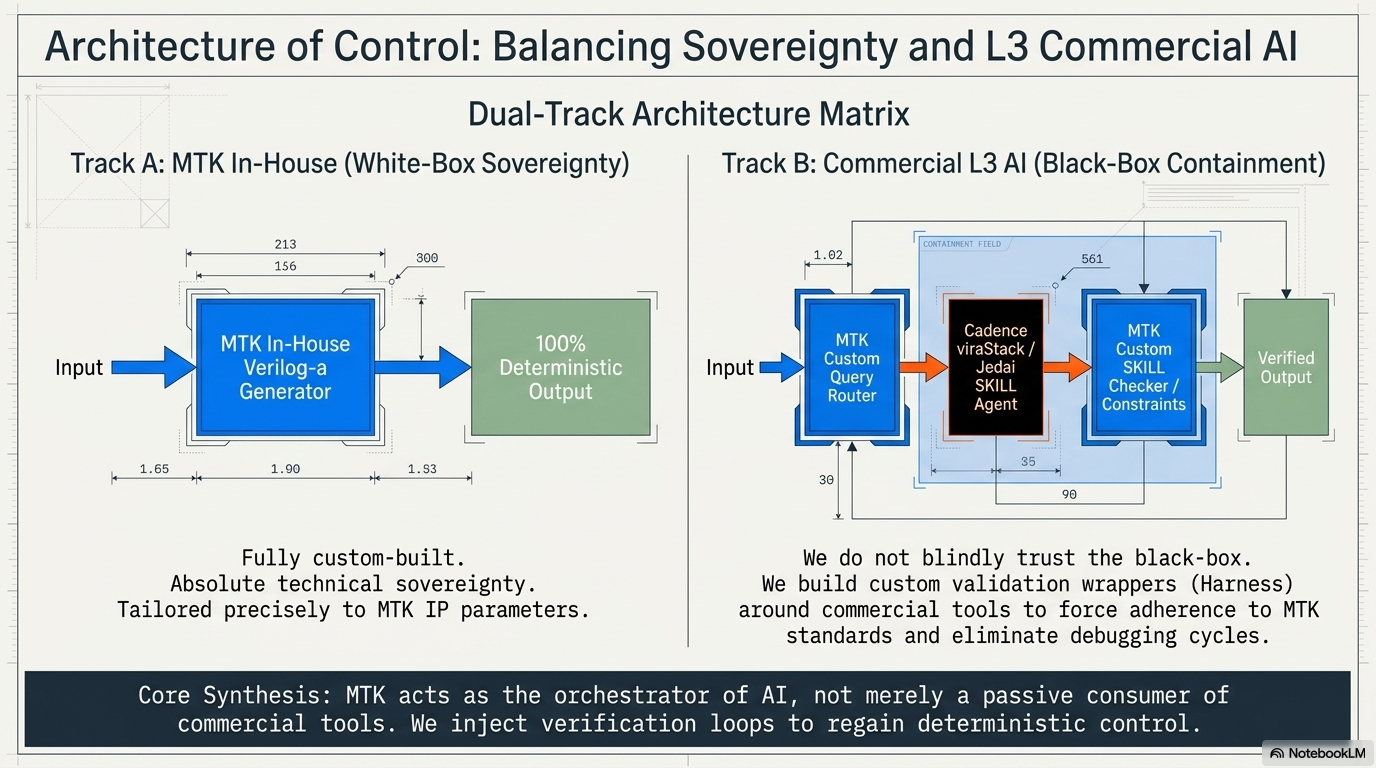 Architecture of Control: Balancing Sovereignty and L3 Commercial AI
Dual-Track Architecture Matrix
Track A: MTK In-House (White-Box Sovereignty)
213
156
300
Input
MTK In-House
Verilog-a
Generator
100%
Deterministic
Output
1.65
1.90
1.93
Fully custom-built.
Absolute technical sovereignty.
Tailored precisely to MTK IP parameters.
Track B: Commercial L3 AI (Black-Box Containment)
CONTAINMENT FIELD
1.02
561
Input
MTK
Custom
Query
Router
Cadence
viraStack /
Jedai
SKILL
Agent
MTK
Custom
SKILL
Checker /
Constraints
Verified
Output
35
30
90
We do not blindly trust the black-box.
We build custom validation wrappers (Harness)
around commercial tools to force adherence to MTK
standards and eliminate debugging cycles.
Core Synthesis: MTK acts as the orchestrator of AI, not merely a passive consumer of
commercial tools. We inject verification loops to regain deterministic control.
NotebookLM